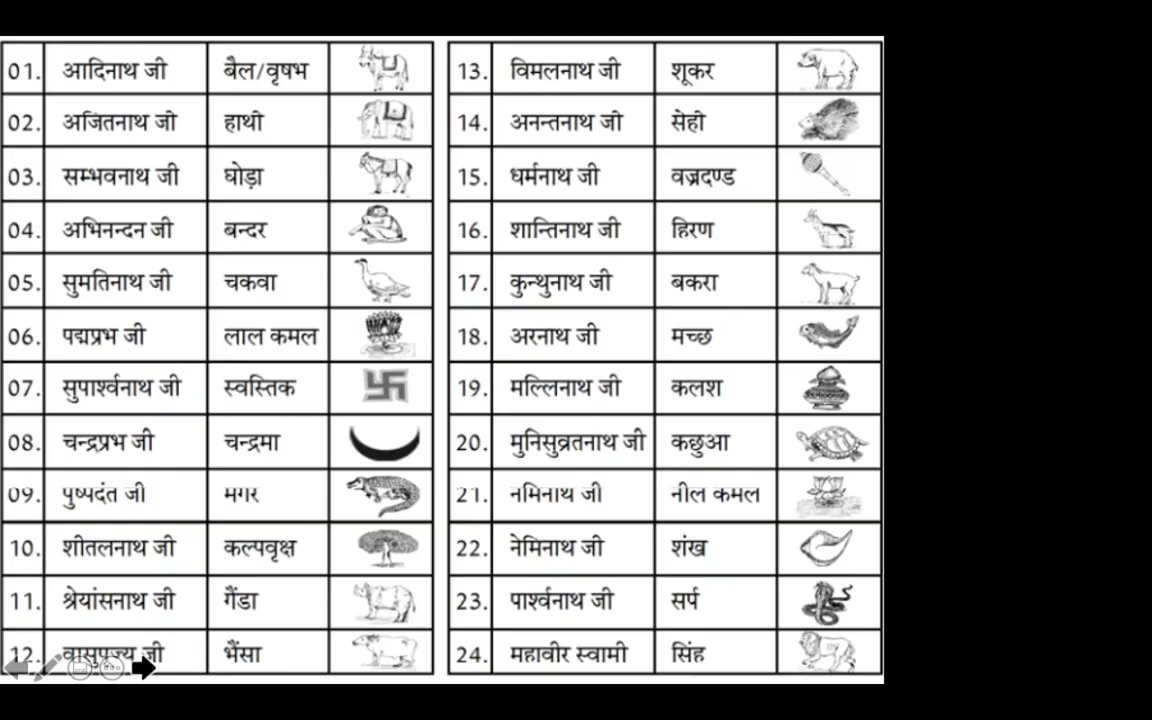 01. आदिनाथ जी बैल/वृषभ
02. अजितनाथ जी हाथी
03. सम्भवनाथ जी घोड़ा
04. अभिनन्दन जी बन्दर
05. सुमतिनाथ जी चकवा
06. पद्मप्रभ जी लाल कमल
07. सुपार्श्वनाथ जी स्वस्तिक
08. चन्द्रप्रभ जी चन्द्रमा
09. पुष्पदंत जी मगर
10. शीतलनाथ जी कल्पवृक्ष
11. श्रेयांसनाथ जी गैंडा
12. वासुपूज्य जी भैंसा
13. विमलनाथ जी शूकर
14. अनन्तनाथ जी सेही
15. धर्मनाथ जी वज्रदण्ड
16. शान्तिनाथ जी हिरण
17. कुन्थुनाथ जी बकरा
18. अरनाथ जी मच्छ
19. मल्लिनाथ जी कलश
20. मुनिसुव्रतनाथ जी कछुआ
21. नमिनाथ जी नील कमल
22. नेमिनाथ जी शंख
23. पार्श्वनाथ जी सर्प
24. महावीर स्वामी सिंह